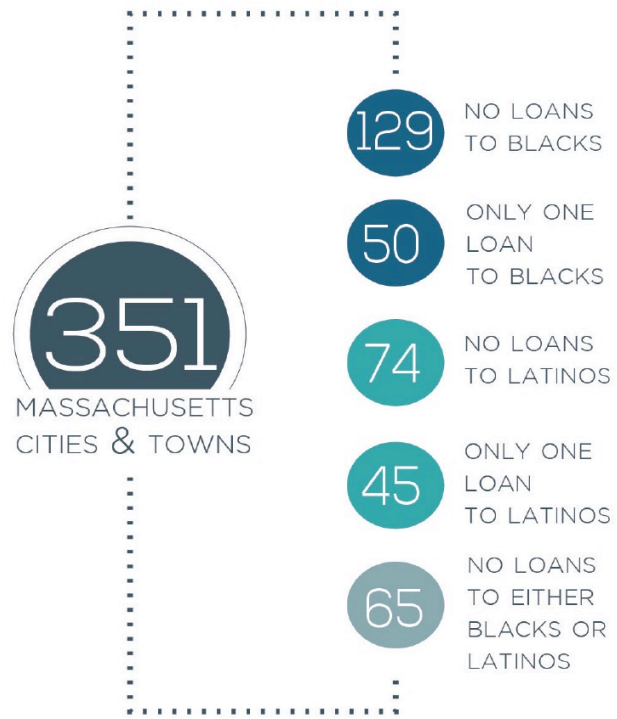 351
MASSACHUSETTS
CITIES & TOWNS
129
NO LOANS
TO BLACKS
50
ONLY ONE
LOAN
TO BLACKS
74
NO LOANS
TO LATINOS
45
ONLY ONE
LOAN
TO LATINOS
65
NO LOANS
TO EITHER
BLACKS OR
LATINOS